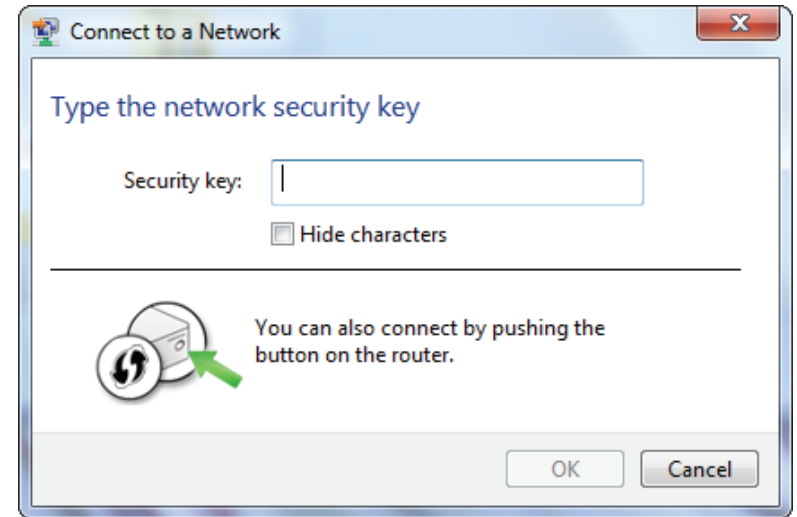 Connect to a Network
Type the network security key
Security key:
Hide characters
You can also connect by pushing the
button on the router.
OK
Cancel